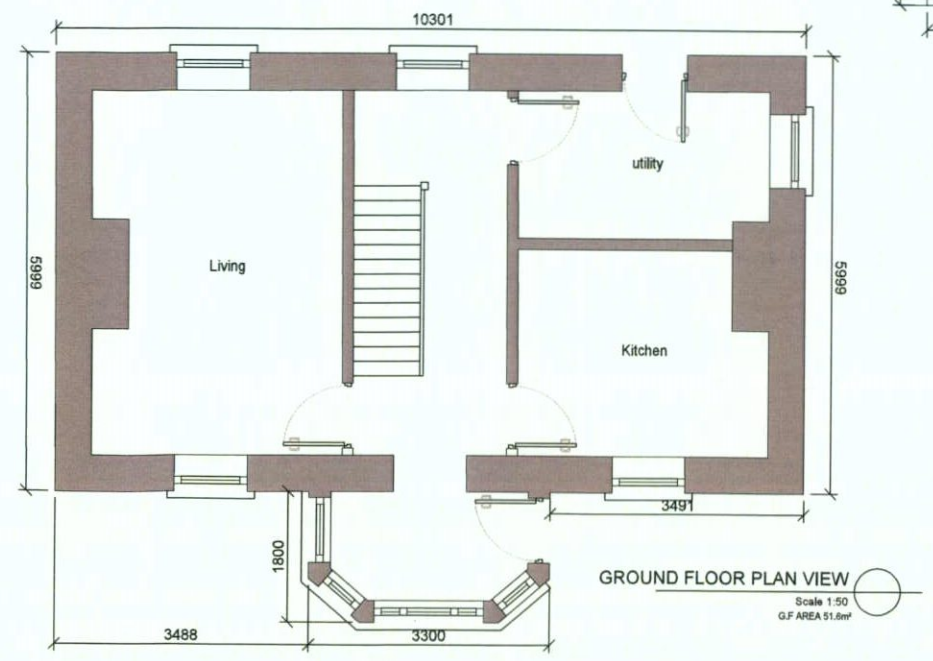 10301
5999
utility
Living
5999
Kitchen
3491
1800
GROUND FLOOR PLAN VIEW
Scale 1:50
G.F AREA 51.6m²
3488
3300